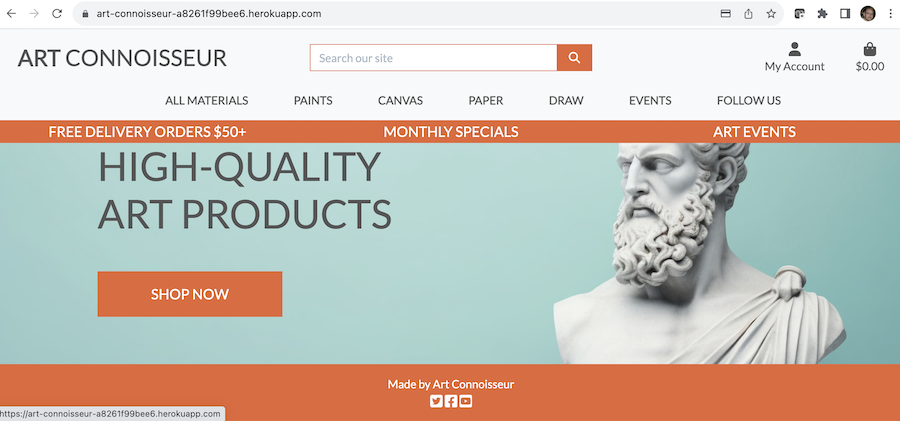 art-connoisseur-a8261f99bee6.herokuapp.com
ART CONNOISSEUR
Search our site
My Account
$0.00
ALL MATERIALS PAINTS CANVAS PAPER DRAW EVENTS FOLLOW US
FREE DELIVERY ORDERS $50+ MONTHLY SPECIALS ART EVENTS
HIGH-QUALITY
ART PRODUCTS
SHOP NOW
Made by Art Connoisseur
https://art-connoisseur-a8261f99bee6.herokuapp.com